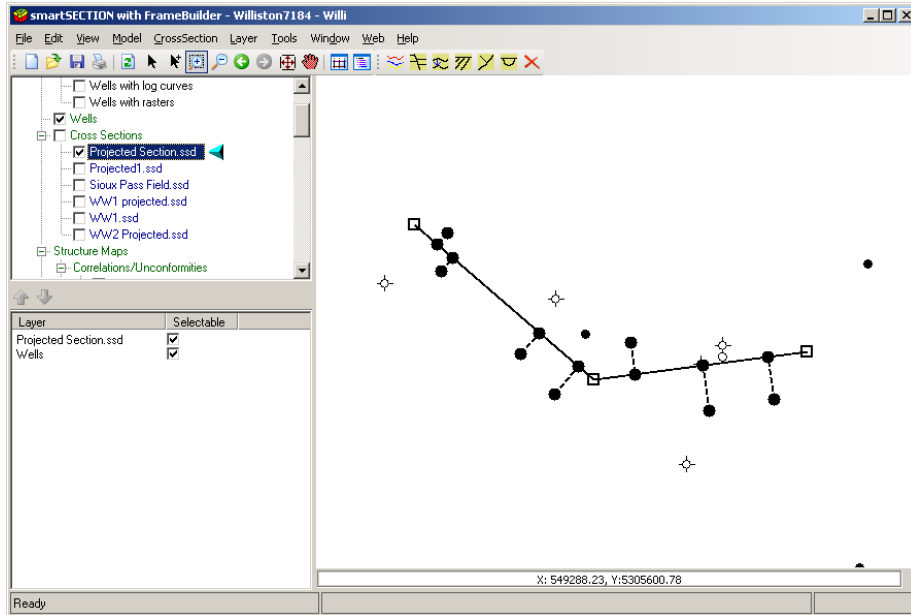 smartSECTION with FrameBuilder - Williston7184 - Willi
File Edit View Model CrossSection Layer Tools Window Web Help
Wells with log curves
Wells with rasters
Wells
Cross Sections
Projected Section.ssd
Projected1.ssd
Sioux Pass Field.ssd
WW1 projected.ssd
WW1.ssd
WW2 Projected.ssd
Structure Maps
Correlations/Unconformities
Layer Selectable
Projected Section.ssd
Wells
X: 549288.23, Y:5305600.78
Ready